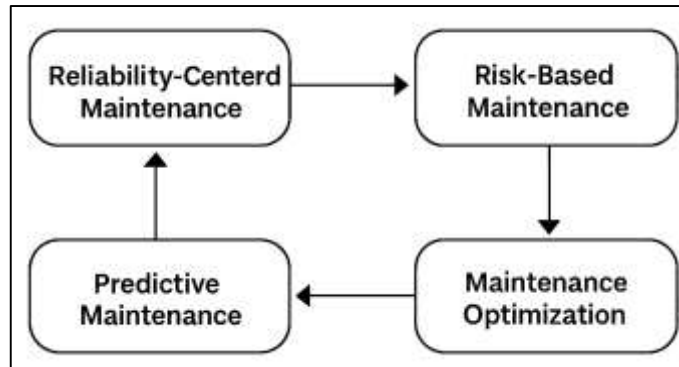 Reliability-Centerd
Maintenance
Risk-Based
Maintenance
Predictive
Maintenance
Maintenance
Optimization